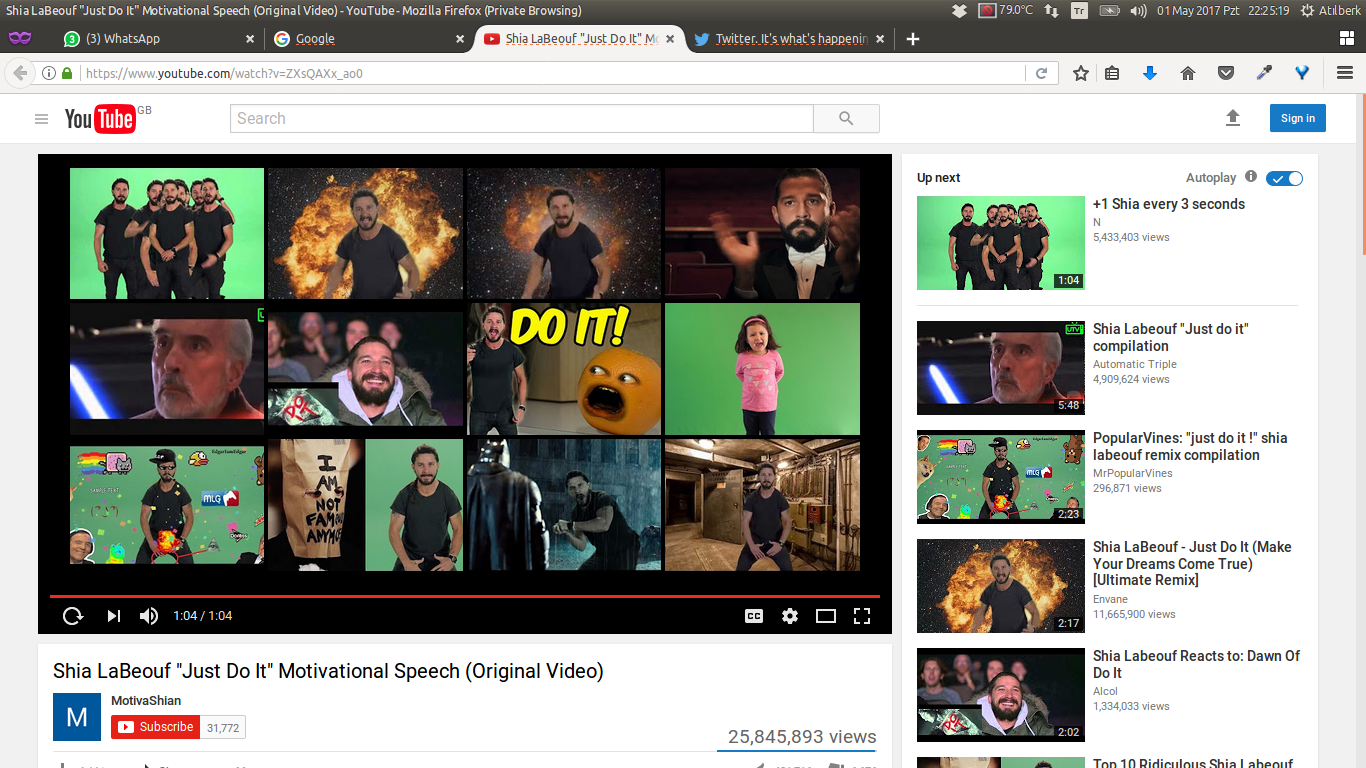 Shia LaBeouf "Just Do It" Motivational Speech (Original Video) - YouTube - Mozilla Firefox (Private Browsing)
79.0°C
Tr
01 May 2017 Pzt
22:25:19
Atılberk
3
(3) WhatsApp
Google
Shia LaBeouf "Just Do It" M
Twitter. It's what's happenin
https://www.youtube.com/watch?v=ZXsQAXx_ao0
YouTube GB
Search
Sign in
DO IT!
SAMPLE TEXT
MLG
I
AM
NOT
FAMOUS
ANYMORE
1:04 / 1:04
CC
Shia LaBeouf "Just Do It" Motivational Speech (Original Video)
M
MotivaShian
Subscribe
31,772
25,845,893 views
Up next
Autoplay
+1 Shia every 3 seconds
N
5,433,403 views
1:04
Shia Labeouf "Just do it"
compilation
Automatic Triple
4,909,624 views
UTV
5:48
PopularVines: "just do it !" shia
labeouf remix compilation
MrPopularVines
296,871 views
MLG
2:23
Shia LaBeouf - Just Do It (Make
Your Dreams Come True)
[Ultimate Remix]
Envane
11,665,900 views
2:17
Shia Labeouf Reacts to: Dawn Of
Do It
Alcol
1,334,033 views
2:02
Top 10 Ridiculous Shia Labeouf